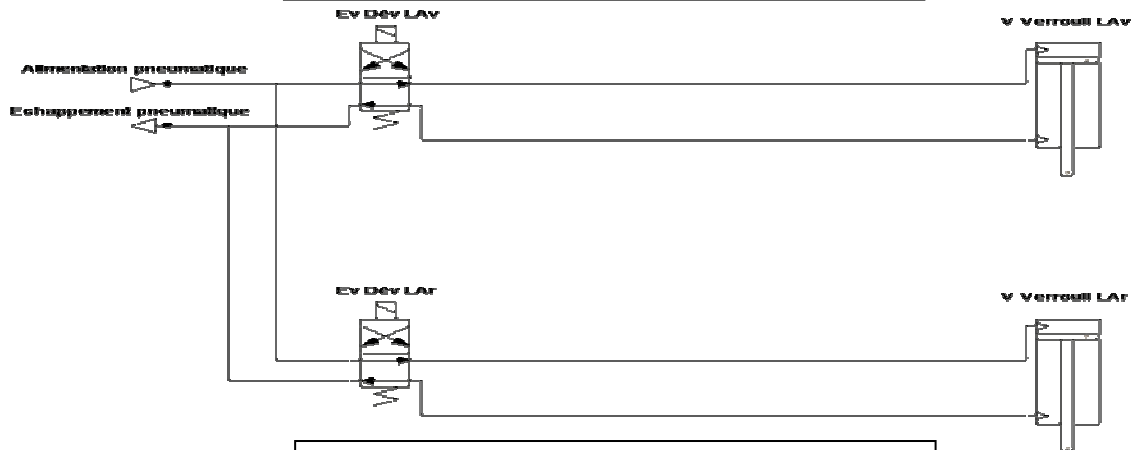 Ev Dév LAv
V Verrouil LAv
Alimentation pneumatique
Echappement pneumatique
Ev Dév LAr
V Verrouil LAr